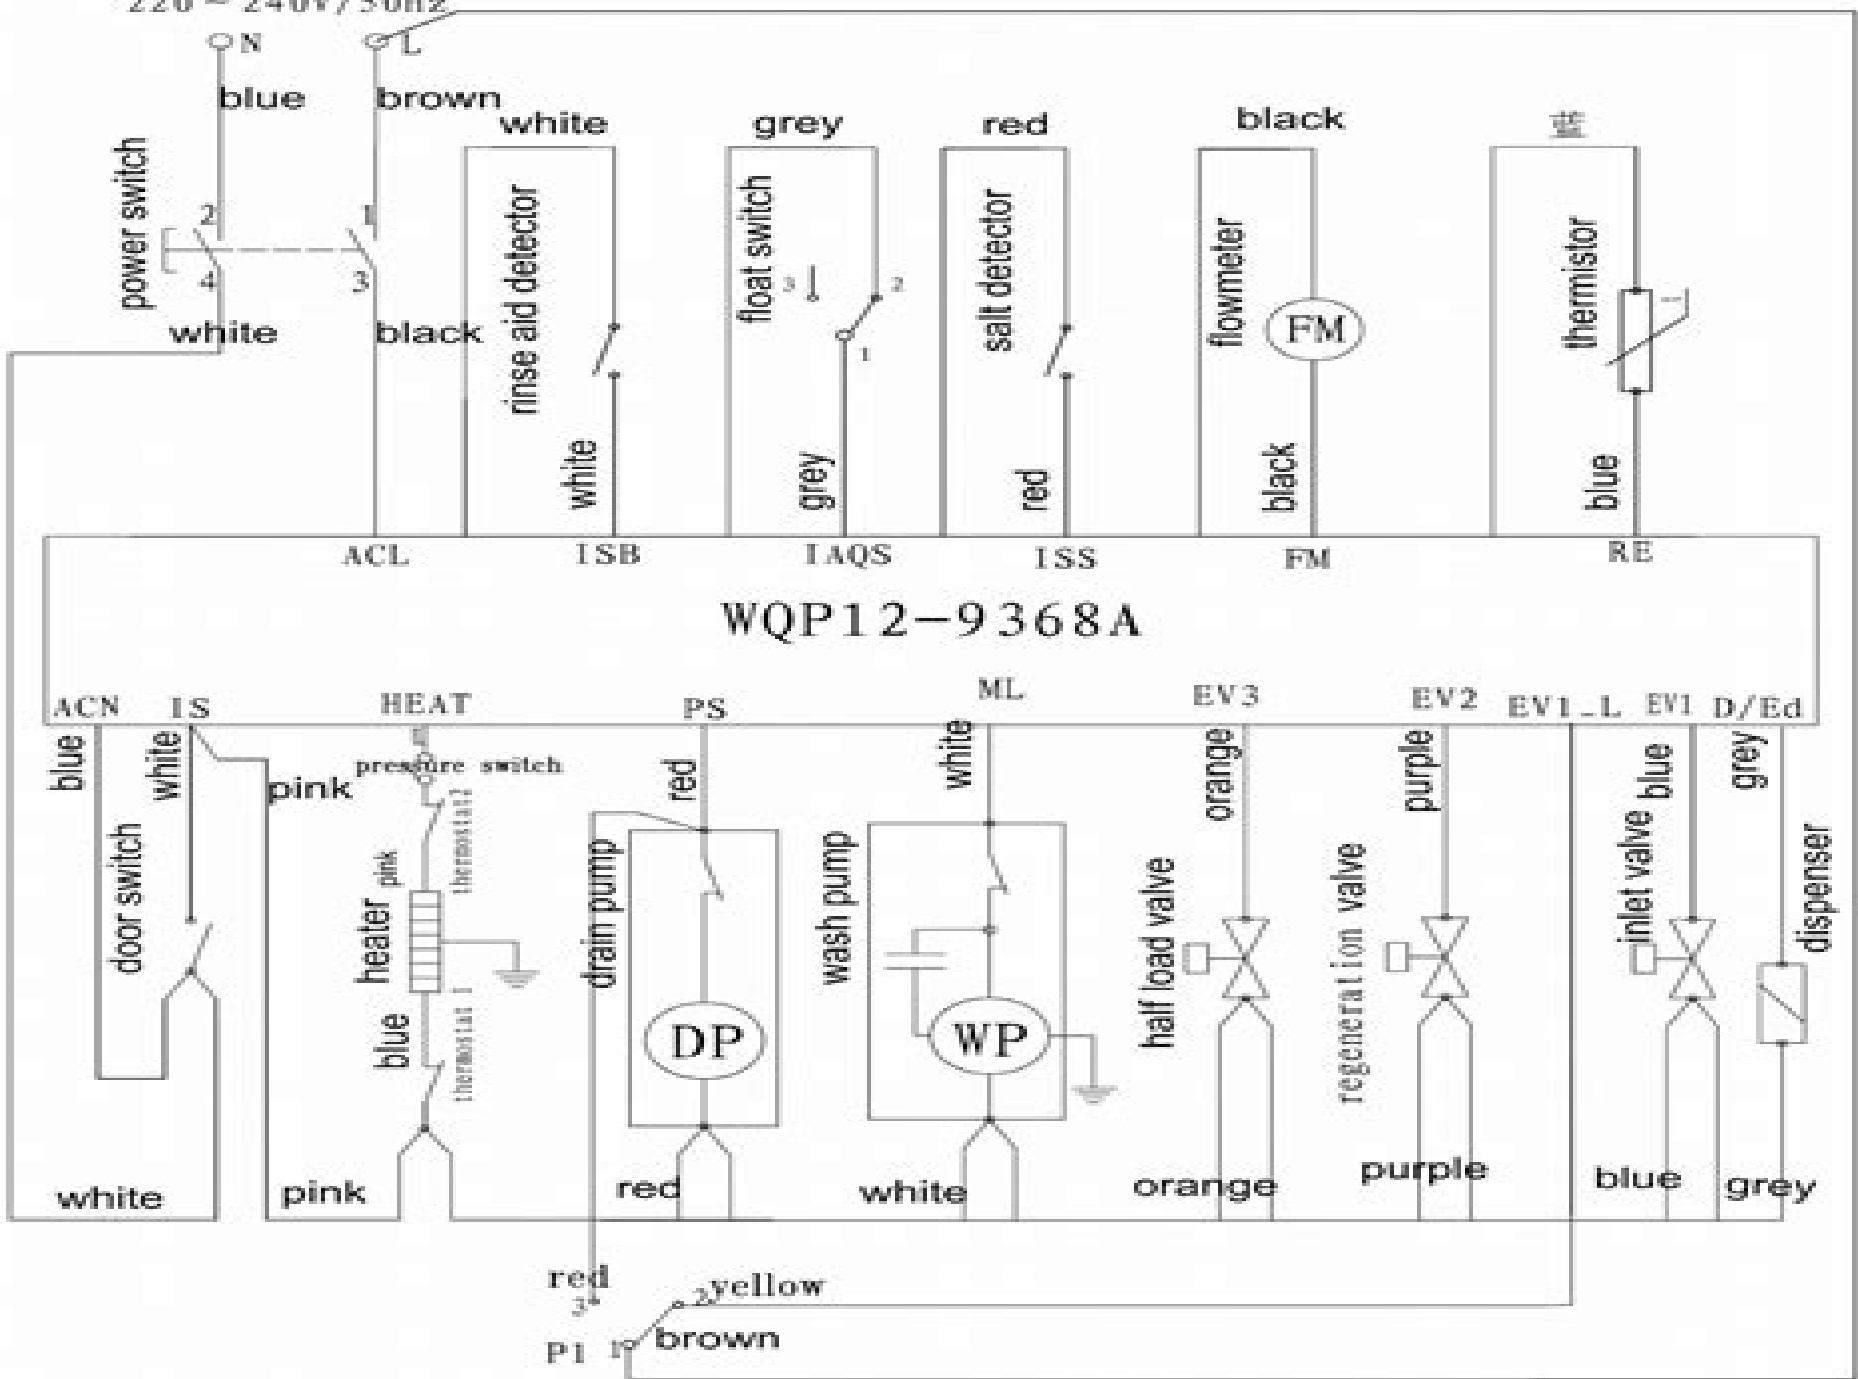 220~240V/50Hz
N
L
blue
brown
power switch
2
1
4
3
white
black
white
rinse aid detector
white
grey
float switch
3
2
1
grey
red
salt detector
red
black
flowmeter
FM
black
thermistor
blue
ACL
ISB
IAQS
ISS
FM
RE
WQP12-9368A
ACN
IS
HEAT
PS
ML
EV3
EV2
EV1_L
EV1
D/Ed
blue
white
pink
pressure switch
thermostat2
pink
heater
blue
thermostat 1
door switch
red
drain pump
DP
white
wash pump
WP
orange
half load valve
purple
regeneration valve
blue
inlet valve
grey
dispenser
white
pink
red
white
orange
purple
blue
grey
red
3
2
yellow
P1
1
brown